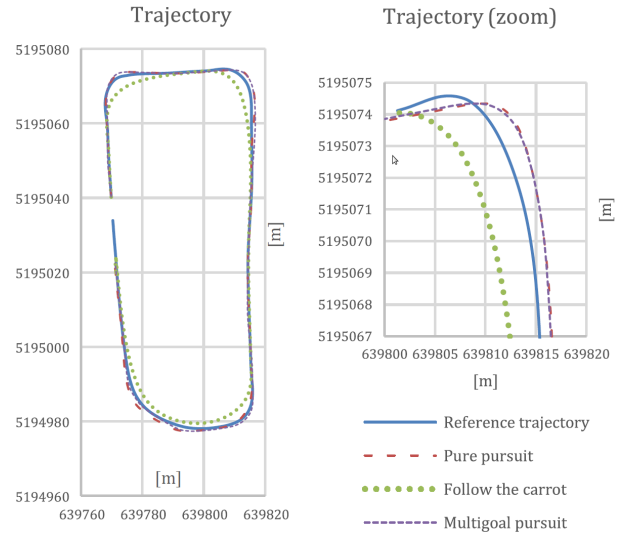 Trajectory
5195080
5195060
5195040
5195020
5195000
5194980
5194960
639760 639780 639800 639820
[m]
[m]
Trajectory (zoom)
5195075
5195074
5195073
5195072
5195071
5195070
5195069
5195068
5195067
639800 639805 639810 639815 639820
[m]
[m]
Reference trajectory
Pure pursuit
Follow the carrot
Multigoal pursuit